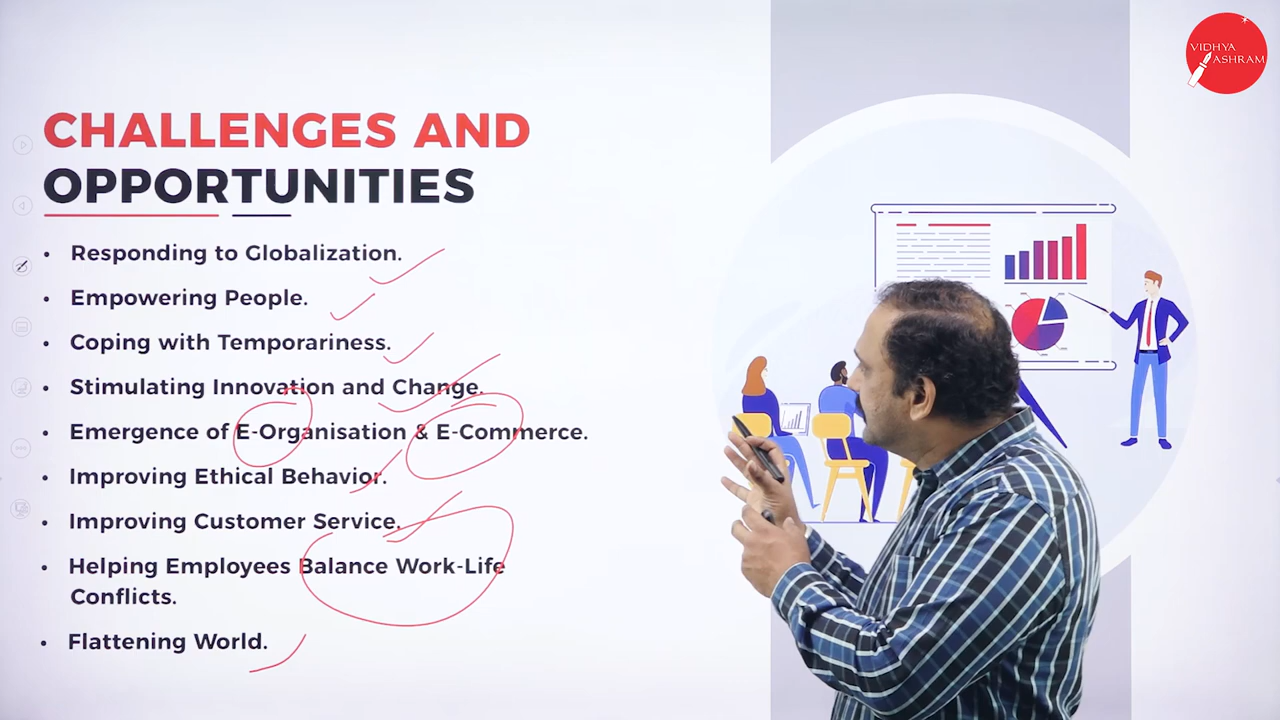 VIDHYA
ASHRAM
CHALLENGES AND
OPPORTUNITIES
• Responding to Globalization.
• Empowering People.
• Coping with Temporariness.
• Stimulating Innovation and Change.
• Emergence of E-Organisation & E-Commerce.
• Improving Ethical Behavior.
• Improving Customer Service.
• Helping Employees Balance Work-Life
Conflicts.
• Flattening World.